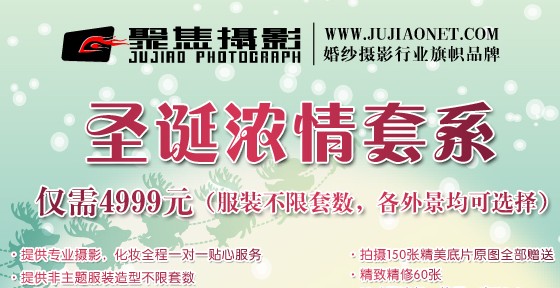 聚焦摄影
JUJIAO PHOTOGRAPH
WWW.JUJIAONET.COM
婚纱摄影行业旗帜品牌
圣诞浓情套系
仅需4999元（服装不限套数，各外景均可选择）
· 提供专业摄影，化妆全程一对一贴心服务
· 提供非主题服装造型不限套数
· 拍摄150张精美底片原图全部赠送
· 精致精修60张